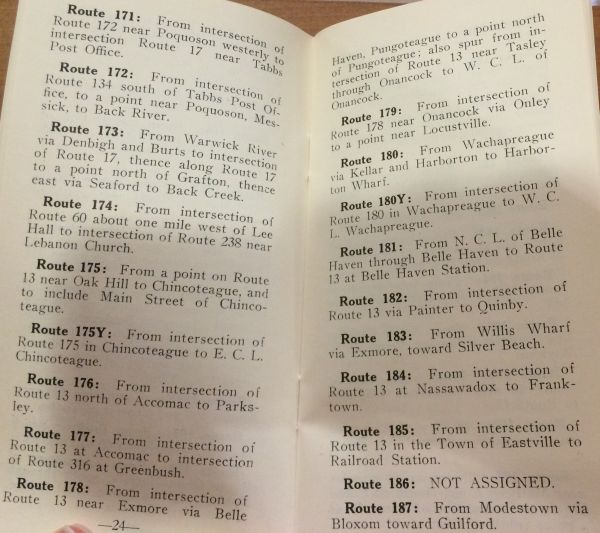 Route 171: From intersection of
Route 172 near Poquoson westerly to
intersection Route 17 near Tabbs
Post Office.
Route 172: From intersection of
Route 134 south of Tabbs Post Of-
fice, to a point near Poquoson, Mes-
sick, to Back River.
Route 173: From Warwick River
via Denbigh and Burts to intersection
of Route 17, thence along Route 17
to a point north of Grafton, thence
east via Seaford to Back Creek.
Route 174: From intersection of
Route 60 about one mile west of Lee
Hall to intersection of Route 238 near
Lebanon Church.
Route 175: From a point on Route
13 near Oak Hill to Chincoteague, and
to include Main Street of Chinco-
teague.
Route 175Y: From intersection of
Route 175 in Chincoteague to E. C. L.
Chincoteague.
Route 176: From intersection of
Route 13 north of Accomac to Parks-
ley.
Route 177: From intersection of
Route 13 at Accomac to intersection
of Route 316 at Greenbush.
Route 178: From intersection of
Route 13 near Exmore via Belle
—24—
Haven, Pungoteague to a point north
of Pungoteague; also spur from in-
tersection of Route 13 near Tasley
through Onancock to W. C. L. of
Onancock.
Route 179: From intersection of
Route 178 near Onancock via Onley
to a point near Locustville.
Route 180: From Wachapreague
via Kellar and Harborton to Harbor-
ton Wharf.
Route 180Y: From intersection of
Route 180 in Wachapreague to W. C.
L. Wachapreague.
Route 181: From N. C. L. of Belle
Haven through Belle Haven to Route
13 at Belle Haven Station.
Route 182: From intersection of
Route 13 via Painter to Quinby.
Route 183: From Willis Wharf
via Exmore, toward Silver Beach.
Route 184: From intersection of
Route 13 at Nassawadox to Frank-
town.
Route 185: From intersection of
Route 13 in the Town of Eastville to
Railroad Station.
Route 186: NOT ASSIGNED.
Route 187: From Modestown via
Bloxom toward Guilford.